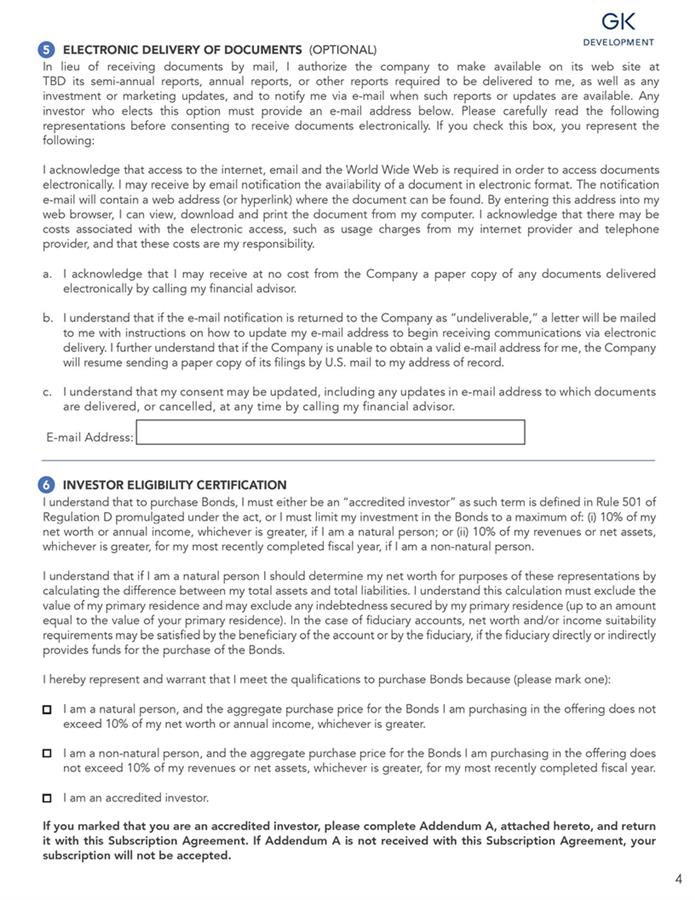 GK
DEVELOPMENT
5 ELECTRONIC DELIVERY OF DOCUMENTS (OPTIONAL)
In lieu of receiving documents by mail, I authorize the company to make available on its web site at
TBD its semi-annual reports, annual reports, or other reports required to be delivered to me, as well as any
investment or marketing updates, and to notify me via e-mail when such reports or updates are available. Any
investor who elects this option must provide an e-mail address below. Please carefully read the following
representations before consenting to receive documents electronically. If you check this box, you represent the
following:
I acknowledge that access to the internet, email and the World Wide Web is required in order to access documents
electronically. I may receive by email notification the availability of a document in electronic format. The notification
e-mail will contain a web address (or hyperlink) where the document can be found. By entering this address into my
web browser, I can view, download and print the document from my computer. I acknowledge that there may be
costs associated with the electronic access, such as usage charges from my internet provider and telephone
provider, and that these costs are my responsibility.
a. I acknowledge that I may receive at no cost from the Company a paper copy of any documents delivered
electronically by calling my financial advisor.
b. I understand that if the e-mail notification is returned to the Company as “undeliverable,” a letter will be mailed
to me with instructions on how to update my e-mail address to begin receiving communications via electronic
delivery. I further understand that if the Company is unable to obtain a valid e-mail address for me, the Company
will resume sending a paper copy of its filings by U.S. mail to my address of record.
c. I understand that my consent may be updated, including any updates in e-mail address to which documents
are delivered, or cancelled, at any time by calling my financial advisor.
E-mail Address:
6 INVESTOR ELIGIBILITY CERTIFICATION
I understand that to purchase Bonds, I must either be an “accredited investor” as such term is defined in Rule 501 of
Regulation D promulgated under the act, or I must limit my investment in the Bonds to a maximum of: (i) 10% of my
net worth or annual income, whichever is greater, if I am a natural person; or (ii) 10% of my revenues or net assets,
whichever is greater, for my most recently completed fiscal year, if I am a non-natural person.
I understand that if I am a natural person I should determine my net worth for purposes of these representations by
calculating the difference between my total assets and total liabilities. I understand this calculation must exclude the
value of my primary residence and may exclude any indebtedness secured by my primary residence (up to an amount
equal to the value of your primary residence). In the case of fiduciary accounts, net worth and/or income suitability
requirements may be satisfied by the beneficiary of the account or by the fiduciary, if the fiduciary directly or indirectly
provides funds for the purchase of the Bonds.
I hereby represent and warrant that I meet the qualifications to purchase Bonds because (please mark one):
I am a natural person, and the aggregate purchase price for the Bonds I am purchasing in the offering does not
exceed 10% of my net worth or annual income, whichever is greater.
I am a non-natural person, and the aggregate purchase price for the Bonds I am purchasing in the offering does
not exceed 10% of my revenues or net assets, whichever is greater, for my most recently completed fiscal year.
I am an accredited investor.
If you marked that you are an accredited investor, please complete Addendum A, attached hereto, and return
it with this Subscription Agreement. If Addendum A is not received with this Subscription Agreement, your
subscription will not be accepted.
4